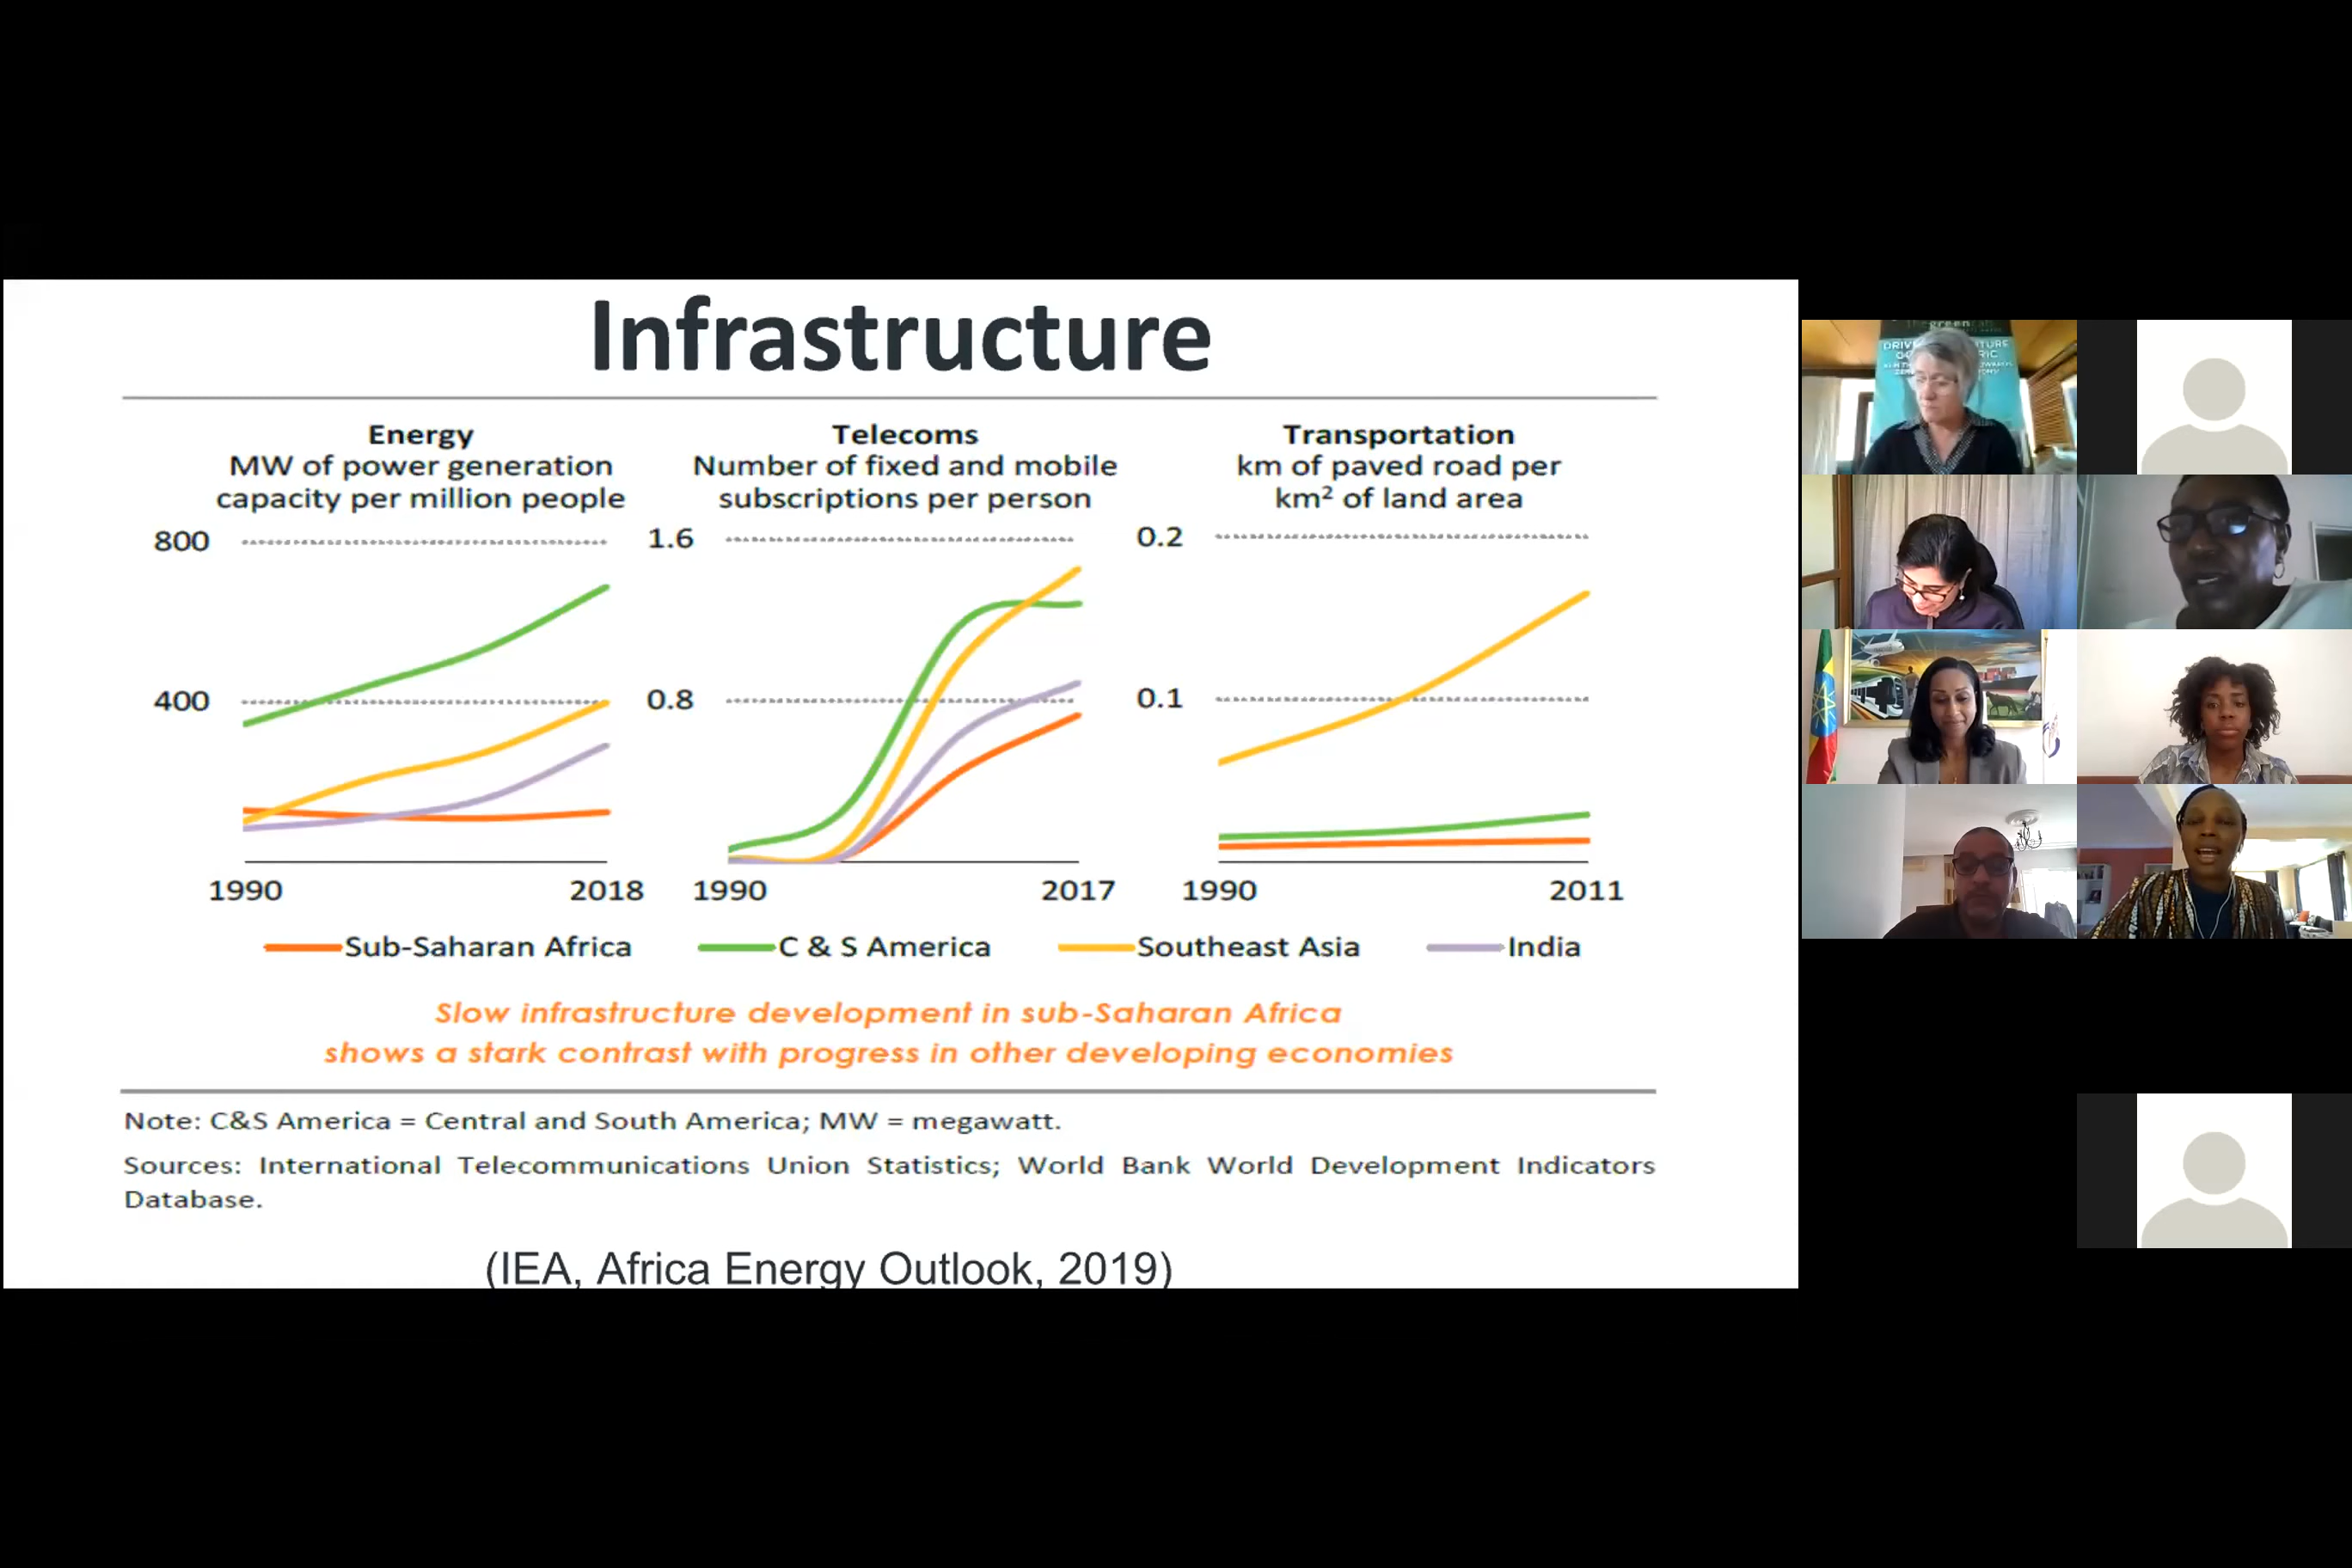 Infrastructure
Energy
MW of power generation
capacity per million people
800
400
1990
2018
Telecoms
Number of fixed and mobile
subscriptions per person
1.6
0.8
1990
2017
Transportation
km of paved road per
km² of land area
0.2
0.1
1990
2011
Sub-Saharan Africa
C & S America
Southeast Asia
India
Slow infrastructure development in sub-Saharan Africa
shows a stark contrast with progress in other developing economies
Note: C&S America = Central and South America; MW = megawatt.
Sources: International Telecommunications Union Statistics; World Bank World Development Indicators
Database.
(IEA, Africa Energy Outlook, 2019)